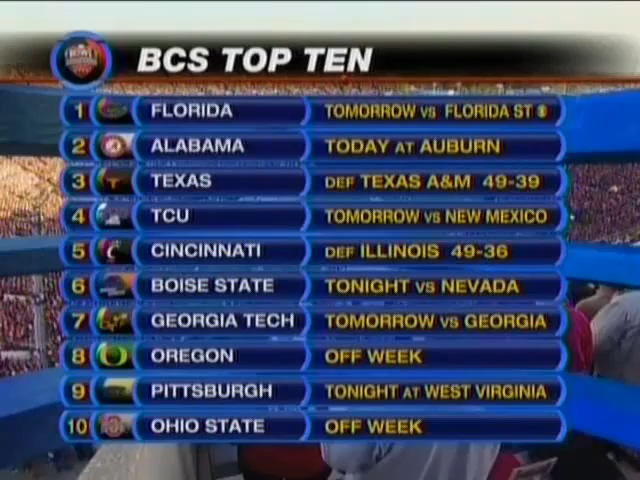 BCS TOP TEN
1 FLORIDA TOMORROW VS FLORIDA ST
2 ALABAMA TODAY AT AUBURN
3 TEXAS DEF TEXAS A&M 49-39
4 TCU TOMORROW VS NEW MEXICO
5 CINCINNATI DEF ILLINOIS 49-36
6 BOISE STATE TONIGHT VS NEVADA
7 GEORGIA TECH TOMORROW VS GEORGIA
8 OREGON OFF WEEK
9 PITTSBURGH TONIGHT AT WEST VIRGINIA
10 OHIO STATE OFF WEEK